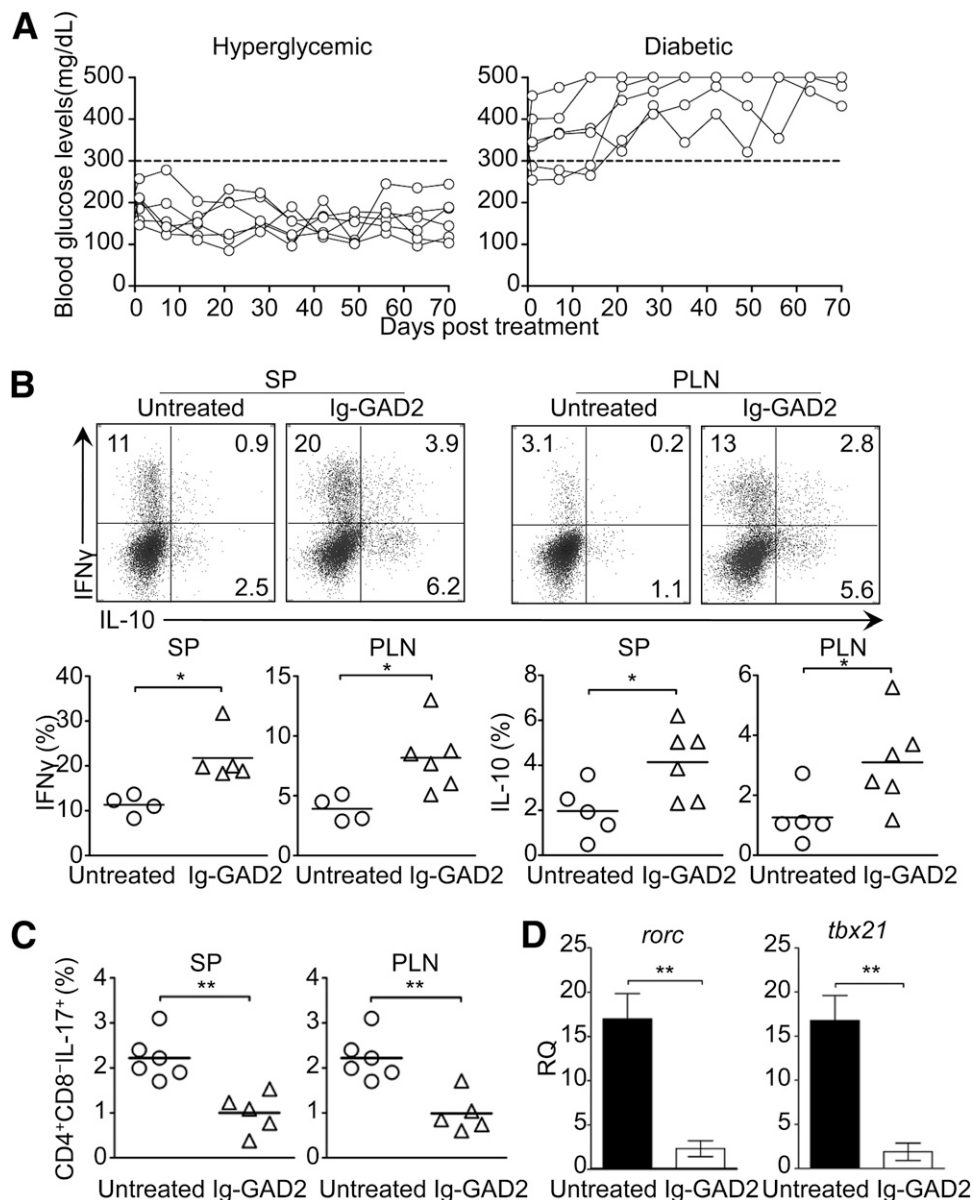 A
Hyperglycemic
Diabetic
Blood glucose levels(mg/dL)
500
400
300
200
100
0
500
400
300
200
100
0
0 10 20 30 40 50 60 70
0 10 20 30 40 50 60 70
Days post treatment
B
SP
PLN
Untreated
Ig-GAD2
Untreated
Ig-GAD2
11 0.9
2.5
20 3.9
6.2
3.1 0.2
1.1
13 2.8
5.6
IFNγ
IL-10
SP
PLN
SP
PLN
IFNγ (%)
40
30
20
10
0
*
Untreated Ig-GAD2
15
10
5
0
*
Untreated Ig-GAD2
IL-10 (%)
8
6
4
2
0
*
Untreated Ig-GAD2
6
4
2
0
*
Untreated Ig-GAD2
C
CD4⁺CD8⁻IL-17⁺ (%)
SP
**
4
3
2
1
0
Untreated Ig-GAD2
PLN
**
4
3
2
1
0
Untreated Ig-GAD2
D
RQ
rorc
**
25
20
15
10
5
0
Untreated Ig-GAD2
tbx21
**
25
20
15
10
5
0
Untreated Ig-GAD2